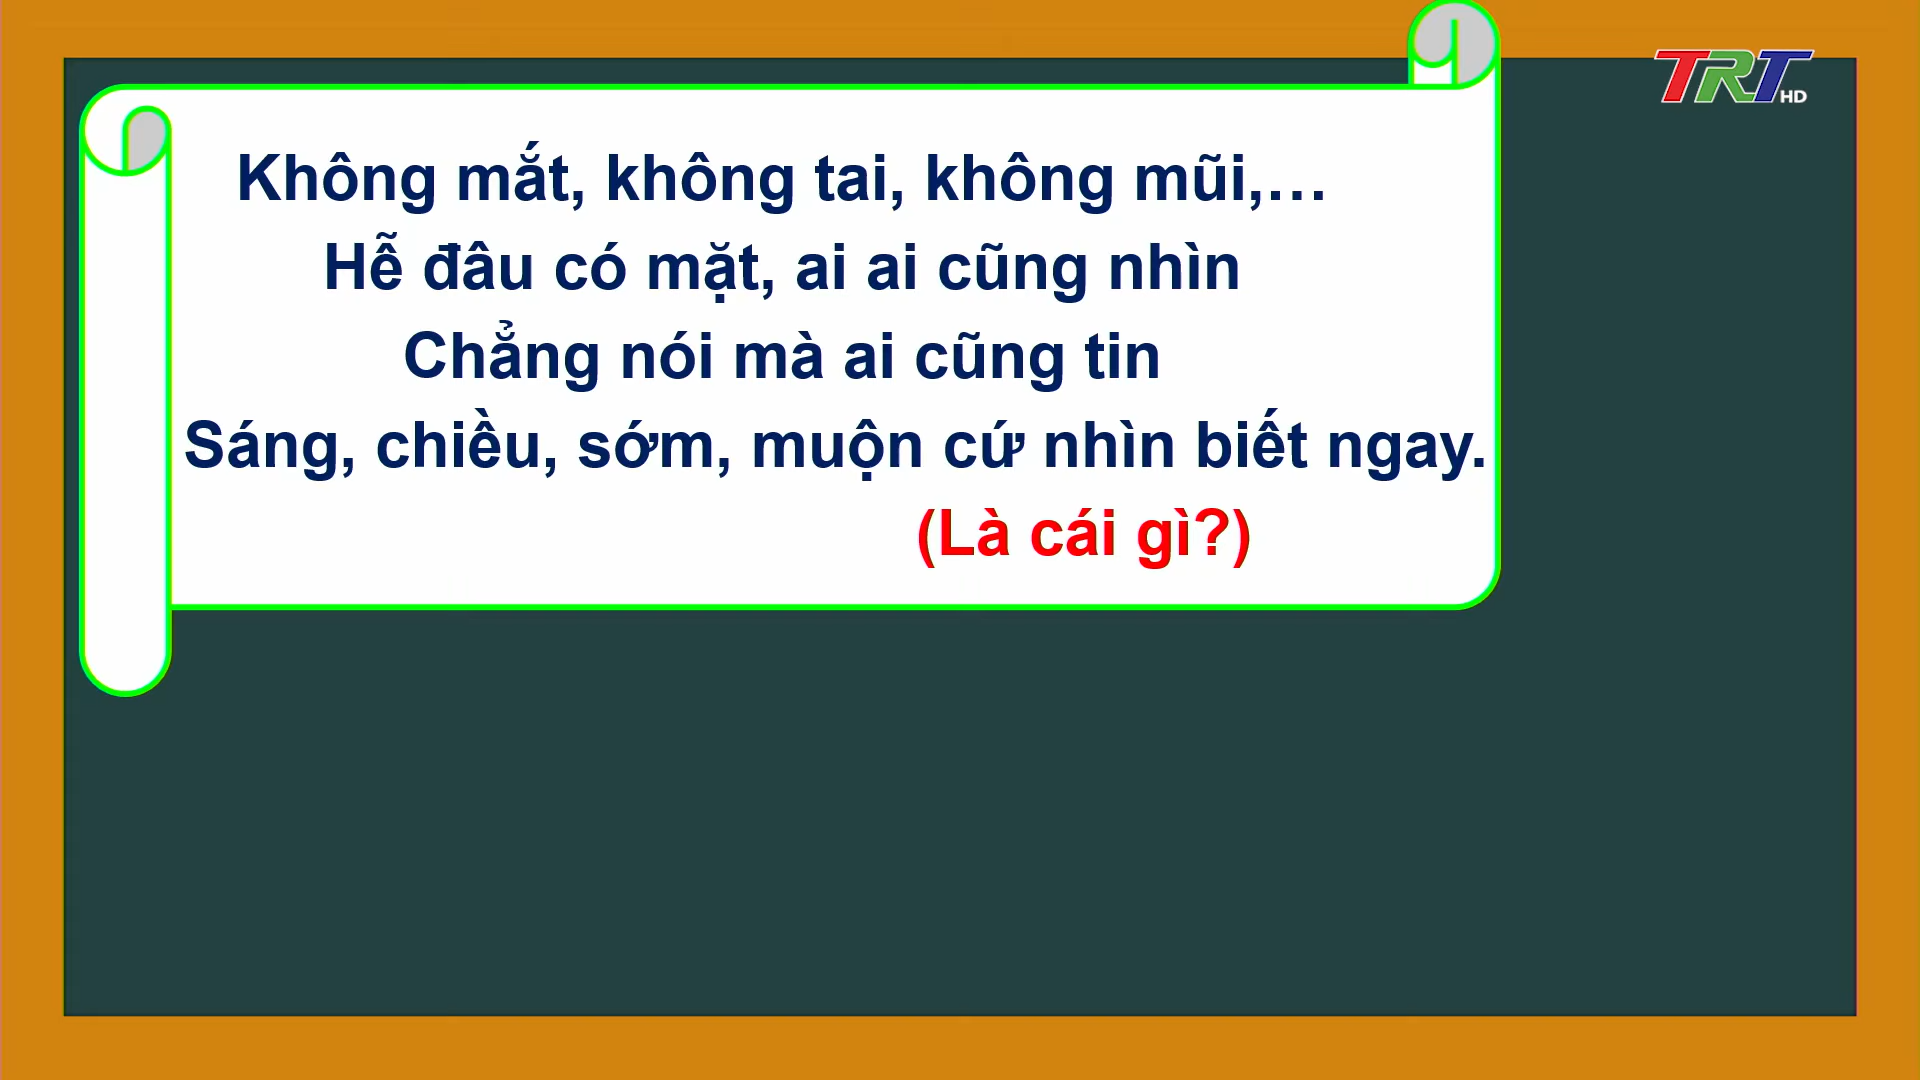 TRT HD
Không mắt, không tai, không mũi,...
Hễ đâu có mặt, ai ai cũng nhìn
Chẳng nói mà ai cũng tin
Sáng, chiều, sớm, muộn cứ nhìn biết ngay.
(Là cái gì?)